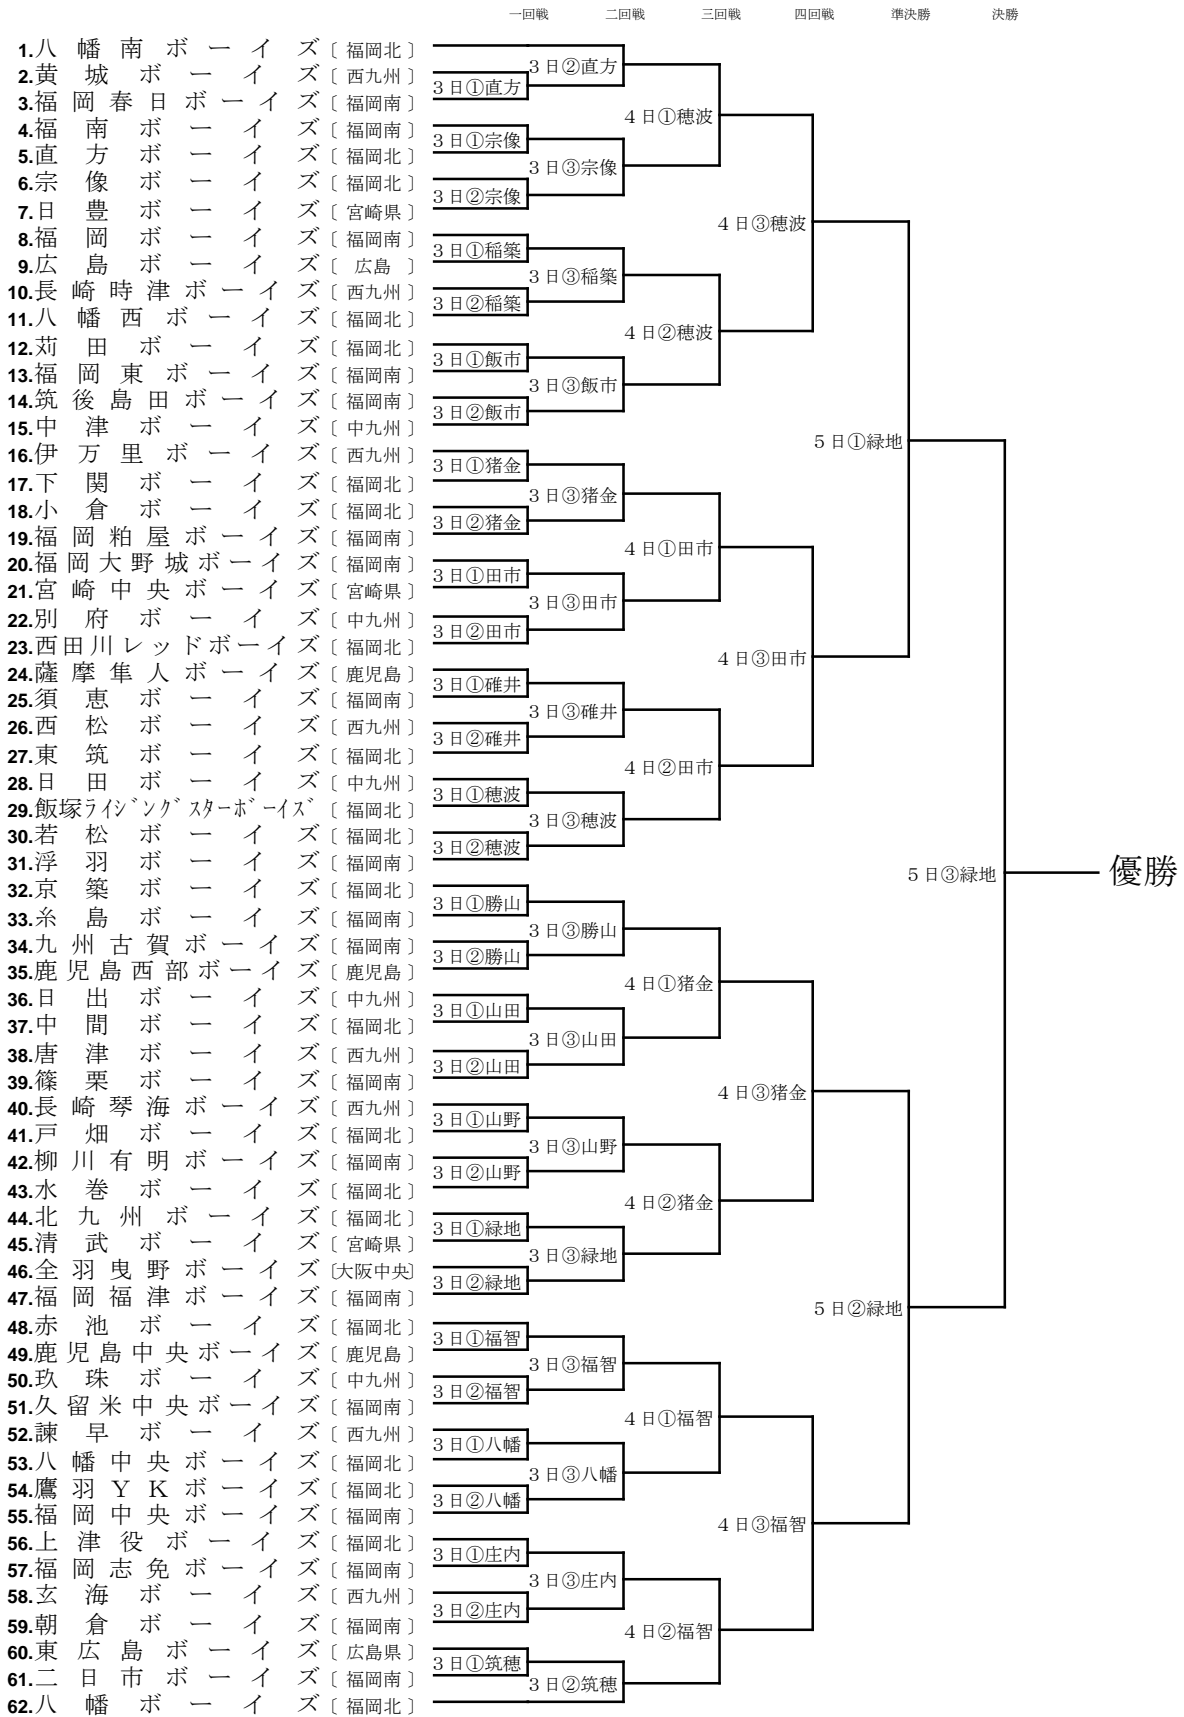 一回戦 二回戦 三回戦 四回戦 準決勝 決勝
1.八幡南ボーイズ〔福岡北〕
2.黄城ボーイズ〔西九州〕
3.福岡春日ボーイズ〔福岡南〕
4.福南ボーイズ〔福岡南〕
5.直方ボーイズ〔福岡北〕
6.宗像ボーイズ〔福岡北〕
7.日豊ボーイズ〔宮崎県〕
8.福岡ボーイズ〔福岡南〕
9.広島ボーイズ〔広島〕
10.長崎時津ボーイズ〔西九州〕
11.八幡西ボーイズ〔福岡北〕
12.苅田ボーイズ〔福岡北〕
13.福岡東ボーイズ〔福岡南〕
14.筑後島田ボーイズ〔福岡南〕
15.中津ボーイズ〔中九州〕
16.伊万里ボーイズ〔西九州〕
17.下関ボーイズ〔福岡北〕
18.小倉ボーイズ〔福岡北〕
19.福岡粕屋ボーイズ〔福岡南〕
20.福岡大野城ボーイズ〔福岡南〕
21.宮崎中央ボーイズ〔宮崎県〕
22.別府ボーイズ〔中九州〕
23.西田川レッドボーイズ〔福岡北〕
24.薩摩隼人ボーイズ〔鹿児島〕
25.須恵ボーイズ〔福岡南〕
26.西松ボーイズ〔西九州〕
27.東筑ボーイズ〔福岡北〕
28.日田ボーイズ〔中九州〕
29.飯塚ライジングスターボーイズ〔福岡北〕
30.若松ボーイズ〔福岡北〕
31.浮羽ボーイズ〔福岡南〕
32.京築ボーイズ〔福岡北〕
33.糸島ボーイズ〔福岡南〕
34.九州古賀ボーイズ〔福岡南〕
35.鹿児島西部ボーイズ〔鹿児島〕
36.日出ボーイズ〔中九州〕
37.中間ボーイズ〔福岡北〕
38.唐津ボーイズ〔西九州〕
39.篠栗ボーイズ〔福岡南〕
40.長崎琴海ボーイズ〔西九州〕
41.戸畑ボーイズ〔福岡北〕
42.柳川有明ボーイズ〔福岡南〕
43.水巻ボーイズ〔福岡北〕
44.北九州ボーイズ〔福岡北〕
45.清武ボーイズ〔宮崎県〕
46.全羽曳野ボーイズ〔大阪中央〕
47.福岡福津ボーイズ〔福岡南〕
48.赤池ボーイズ〔福岡北〕
49.鹿児島中央ボーイズ〔鹿児島〕
50.玖珠ボーイズ〔中九州〕
51.久留米中央ボーイズ〔福岡南〕
52.諫早ボーイズ〔西九州〕
53.八幡中央ボーイズ〔福岡北〕
54.鷹羽ＹＫボーイズ〔福岡北〕
55.福岡中央ボーイズ〔福岡南〕
56.上津役ボーイズ〔福岡北〕
57.福岡志免ボーイズ〔福岡南〕
58.玄海ボーイズ〔西九州〕
59.朝倉ボーイズ〔福岡南〕
60.東広島ボーイズ〔広島県〕
61.二日市ボーイズ〔福岡南〕
62.八幡ボーイズ〔福岡北〕
３日①直方
３日①宗像
３日②宗像
３日①稲築
３日②稲築
３日①飯市
３日②飯市
３日①猪金
３日②猪金
３日①田市
３日②田市
３日①碓井
３日②碓井
３日①穂波
３日②穂波
３日①勝山
３日②勝山
３日①山田
３日②山田
３日①山野
３日②山野
３日①緑地
３日②緑地
３日①福智
３日②福智
３日①八幡
３日②八幡
３日①庄内
３日②庄内
３日①筑穂
３日②直方
３日③宗像
３日③稲築
３日③飯市
３日③猪金
３日③田市
３日③碓井
３日③穂波
３日③勝山
３日③山田
３日③山野
３日③緑地
３日③福智
３日③八幡
３日③庄内
３日②筑穂
４日①穂波
４日②穂波
４日①田市
４日②田市
４日①猪金
４日②猪金
４日①福智
４日②福智
４日③穂波
４日③田市
４日③猪金
４日③福智
５日①緑地
５日②緑地
５日③緑地
優勝